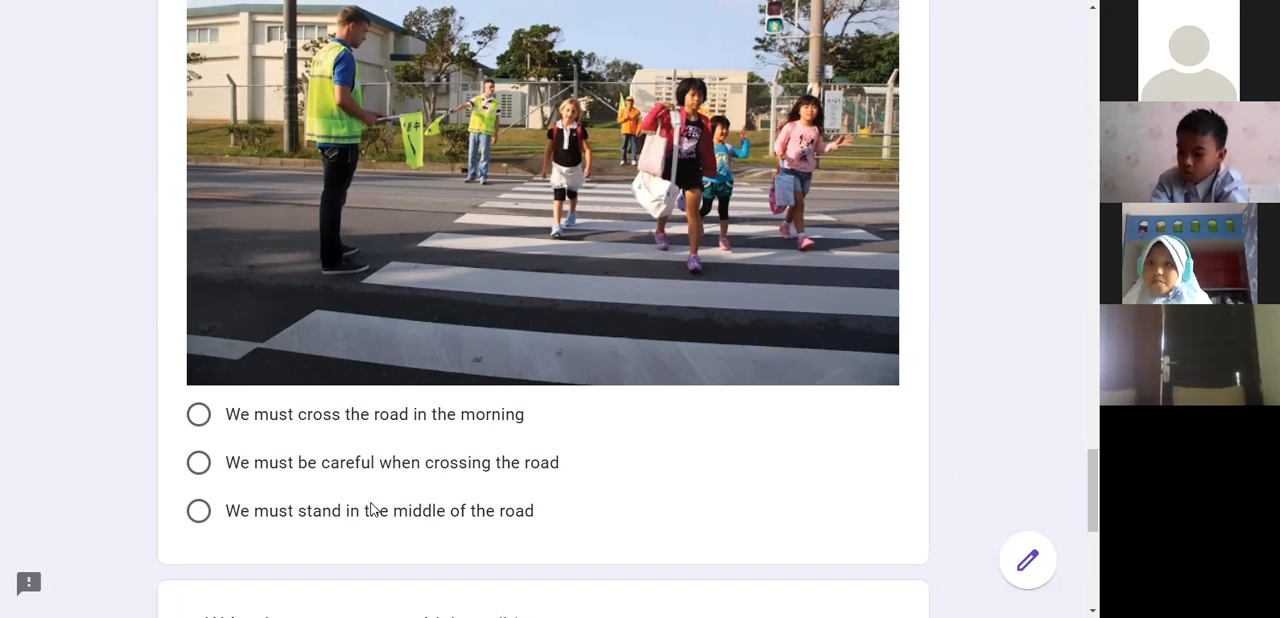 We must cross the road in the morning
We must be careful when crossing the road
We must stand in the middle of the road